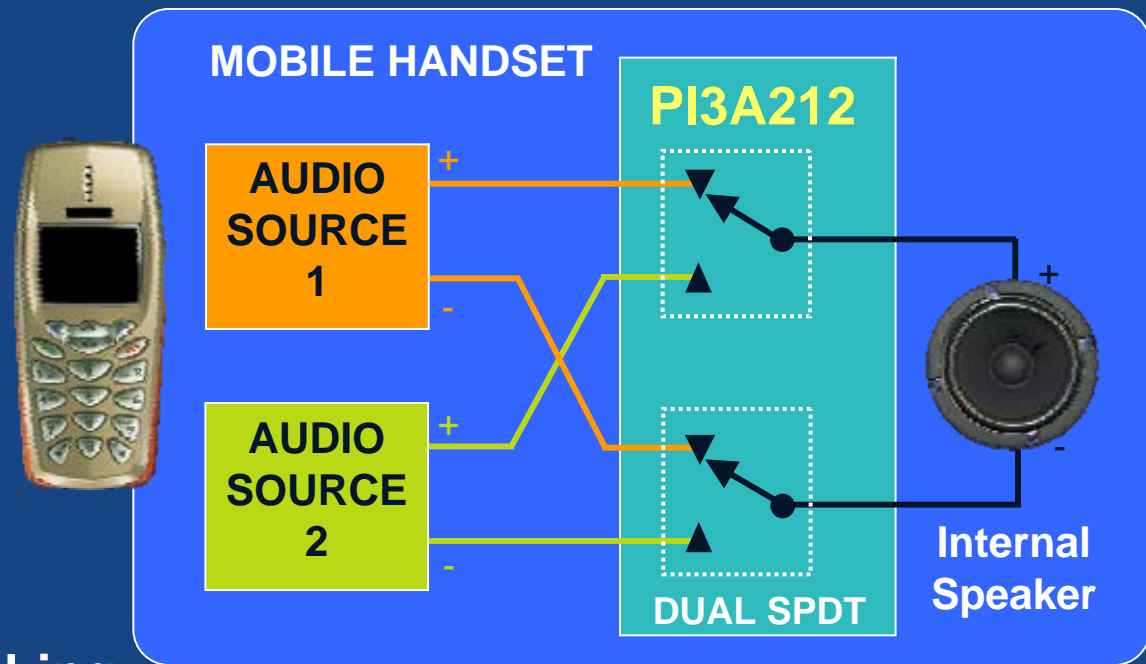 MOBILE HANDSET
PI3A212
AUDIO
SOURCE
1
+
-
AUDIO
SOURCE
2
+
-
+
-
Internal
Speaker
DUAL SPDT